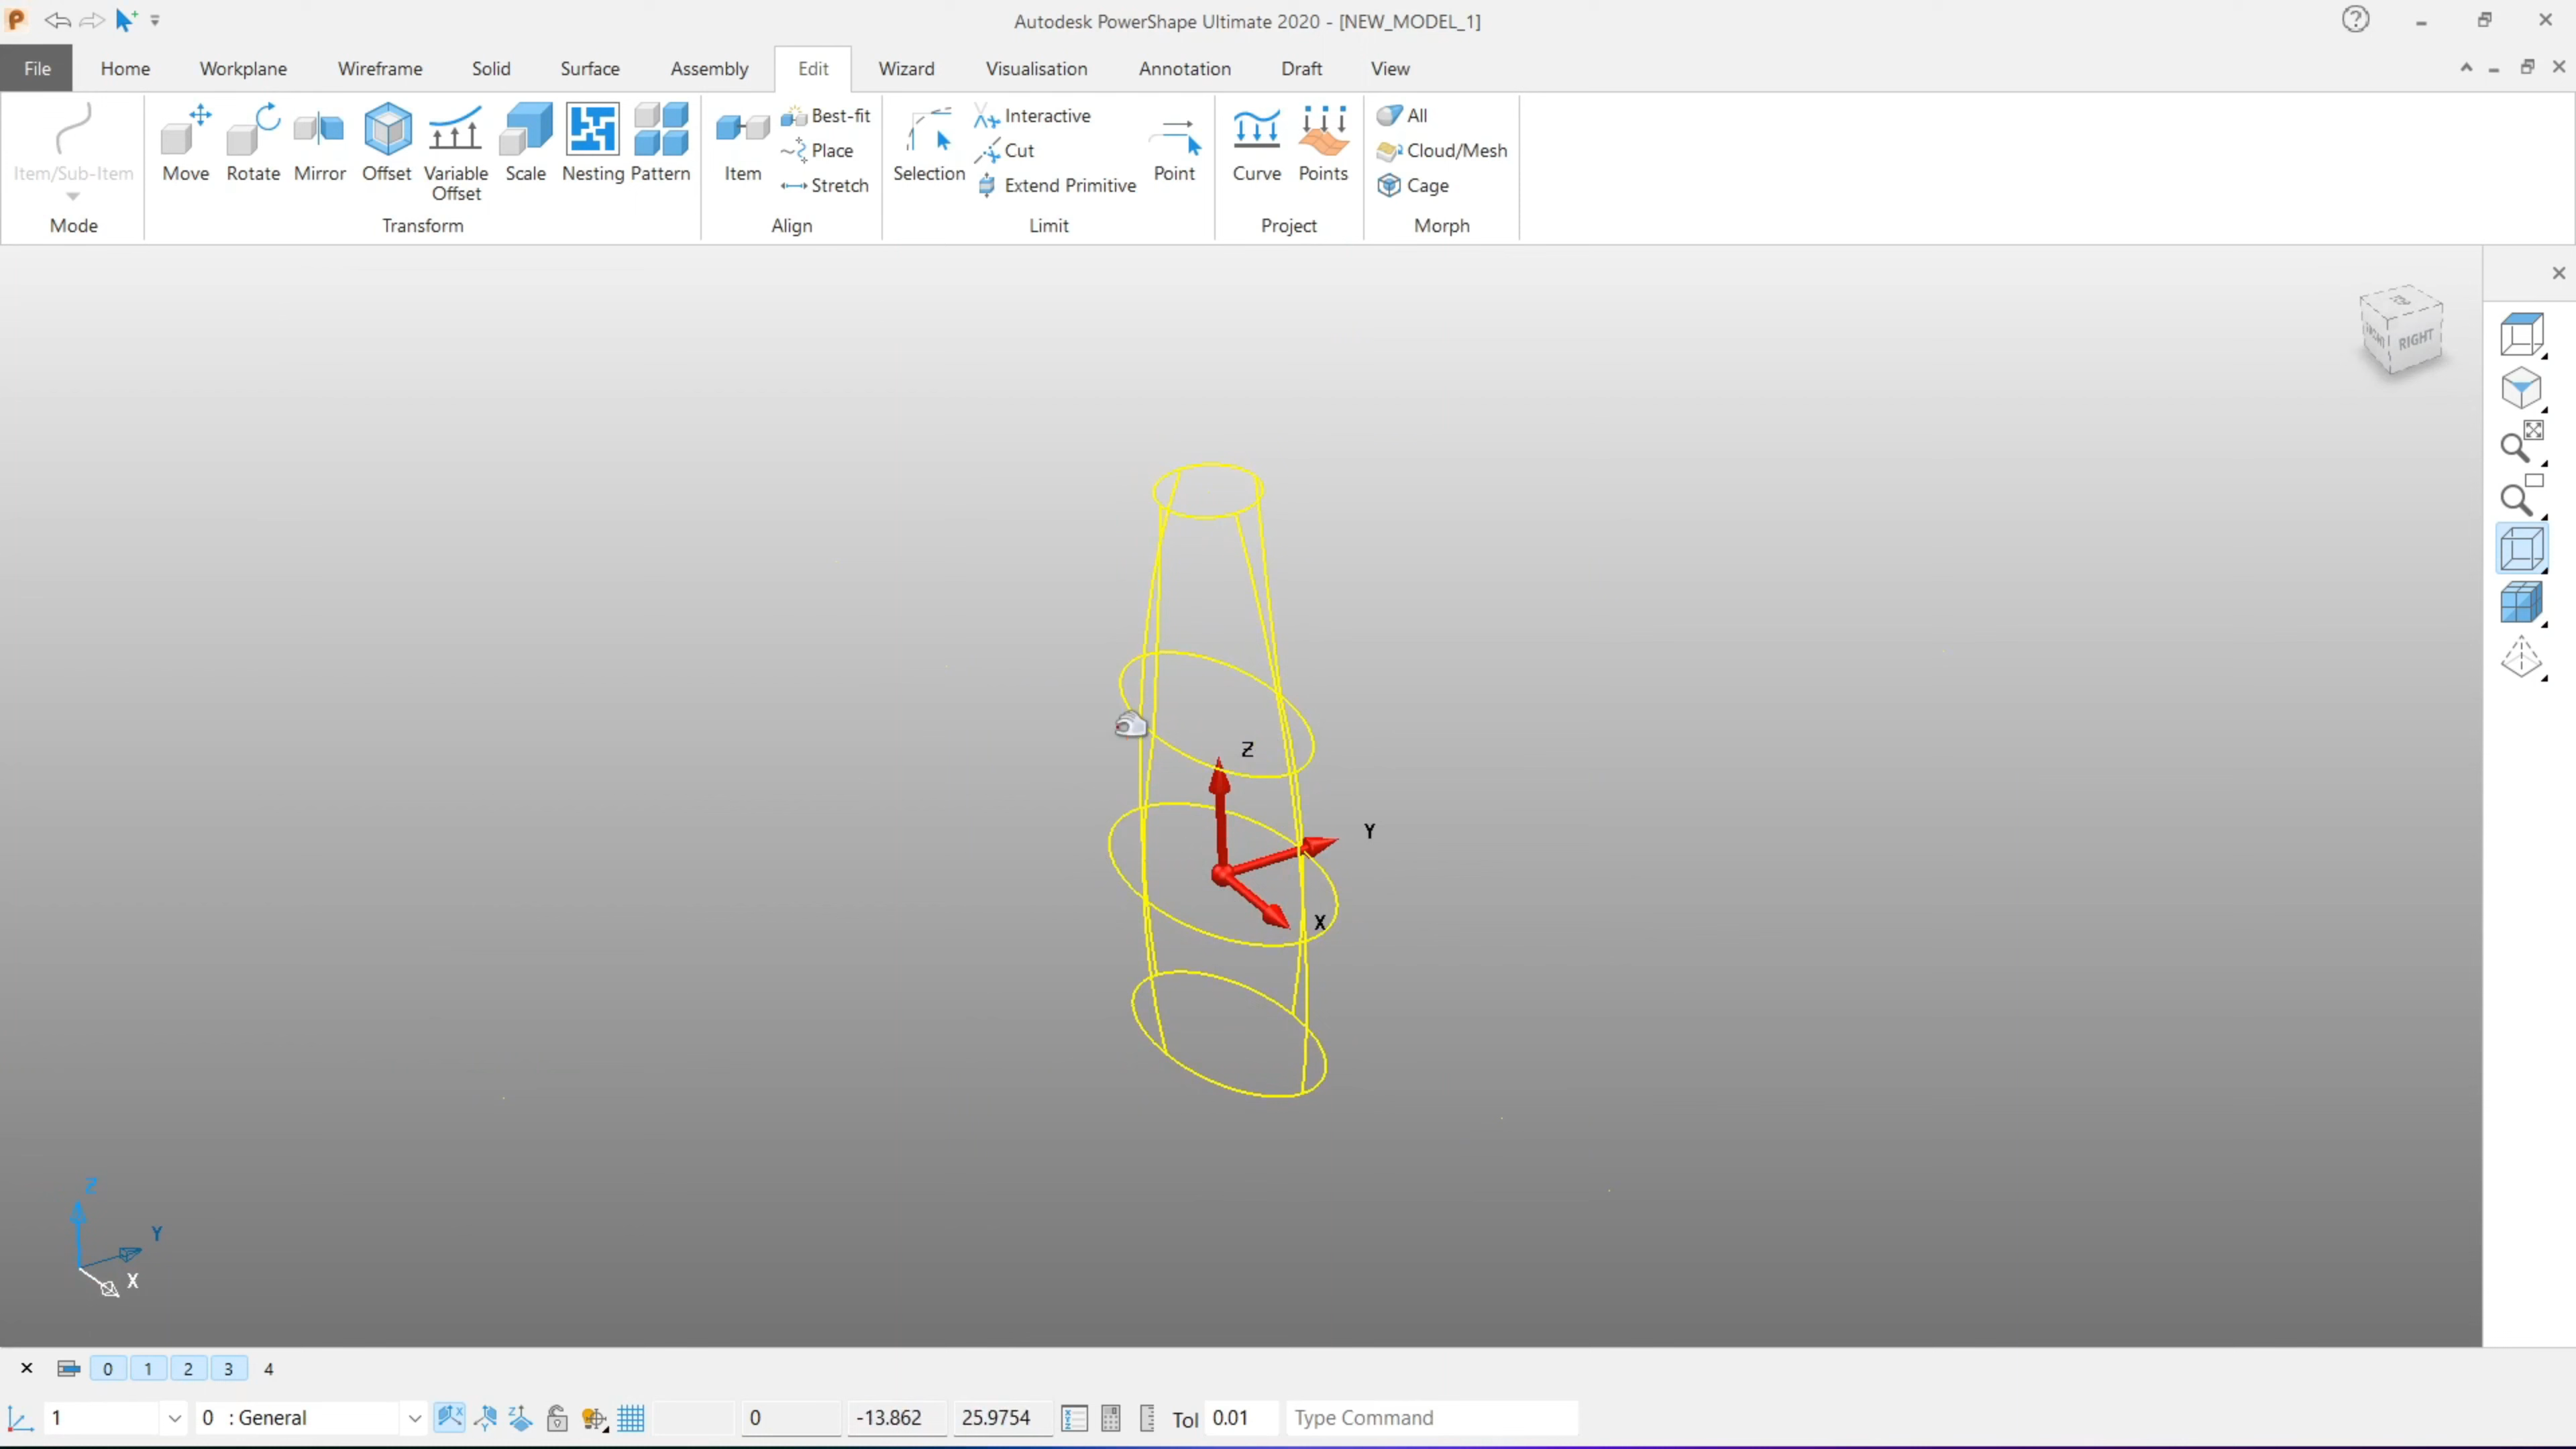 Autodesk PowerShape Ultimate 2020 - [NEW_MODEL_1]
File Home Workplane Wireframe Solid Surface Assembly Edit Wizard Visualisation Annotation Draft View
Item/Sub-Item
Mode
Move Rotate Mirror Offset Variable Offset Scale Nesting Pattern
Transform
Item
Best-fit
Place
Stretch
Align
Selection
Interactive
Cut
Extend Primitive
Point
Limit
Curve Points
Project
All
Cloud/Mesh
Cage
Morph
RIGHT
Z
Y
X
Z
Y
X
0 1 2 3 4
1 0 : General 0 -13.862 25.9754 Tol 0.01 Type Command